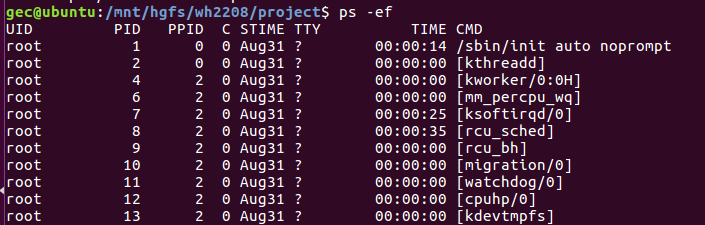 gec@ubuntu:/mnt/hgfs/wh2208/project$ ps -ef
UID PID PPID C STIME TTY TIME CMD
root 1 0 0 Aug31 ? 00:00:14 /sbin/init auto noprompt
root 2 0 0 Aug31 ? 00:00:00 [kthreadd]
root 4 2 0 Aug31 ? 00:00:00 [kworker/0:0H]
root 6 2 0 Aug31 ? 00:00:00 [mm_percpu_wq]
root 7 2 0 Aug31 ? 00:00:25 [ksoftirqd/0]
root 8 2 0 Aug31 ? 00:00:35 [rcu_sched]
root 9 2 0 Aug31 ? 00:00:00 [rcu_bh]
root 10 2 0 Aug31 ? 00:00:00 [migration/0]
root 11 2 0 Aug31 ? 00:00:00 [watchdog/0]
root 12 2 0 Aug31 ? 00:00:00 [cpuhp/0]
root 13 2 0 Aug31 ? 00:00:00 [kdevtmpfs]